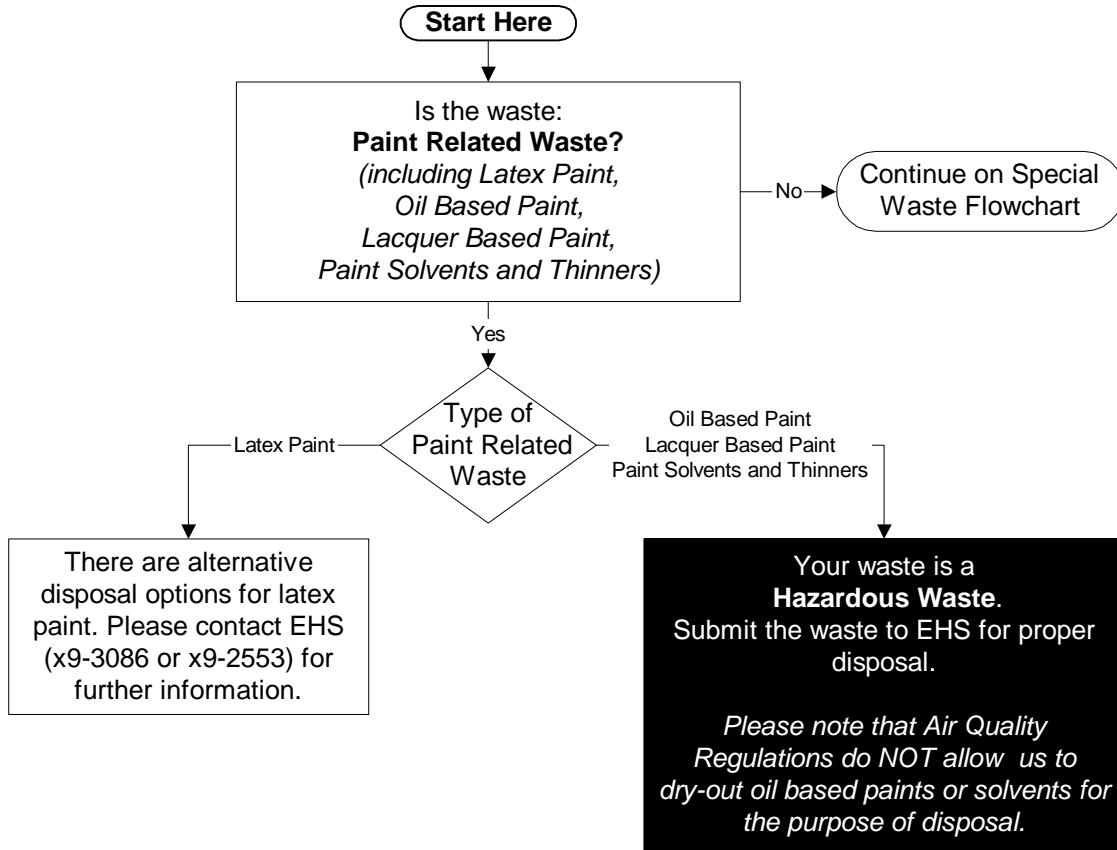 Start Here
Is the waste:
Paint Related Waste?
(including Latex Paint,
Oil Based Paint,
Lacquer Based Paint,
Paint Solvents and Thinners)
No
Continue on Special
Waste Flowchart
Yes
Type of
Paint Related
Waste
Latex Paint
Oil Based Paint
Lacquer Based Paint
Paint Solvents and Thinners
There are alternative
disposal options for latex
paint. Please contact EHS
(x9-3086 or x9-2553) for
further information.
Your waste is a
Hazardous Waste.
Submit the waste to EHS for proper
disposal.
Please note that Air Quality
Regulations do NOT allow  us to
dry-out oil based paints or solvents for
the purpose of disposal.